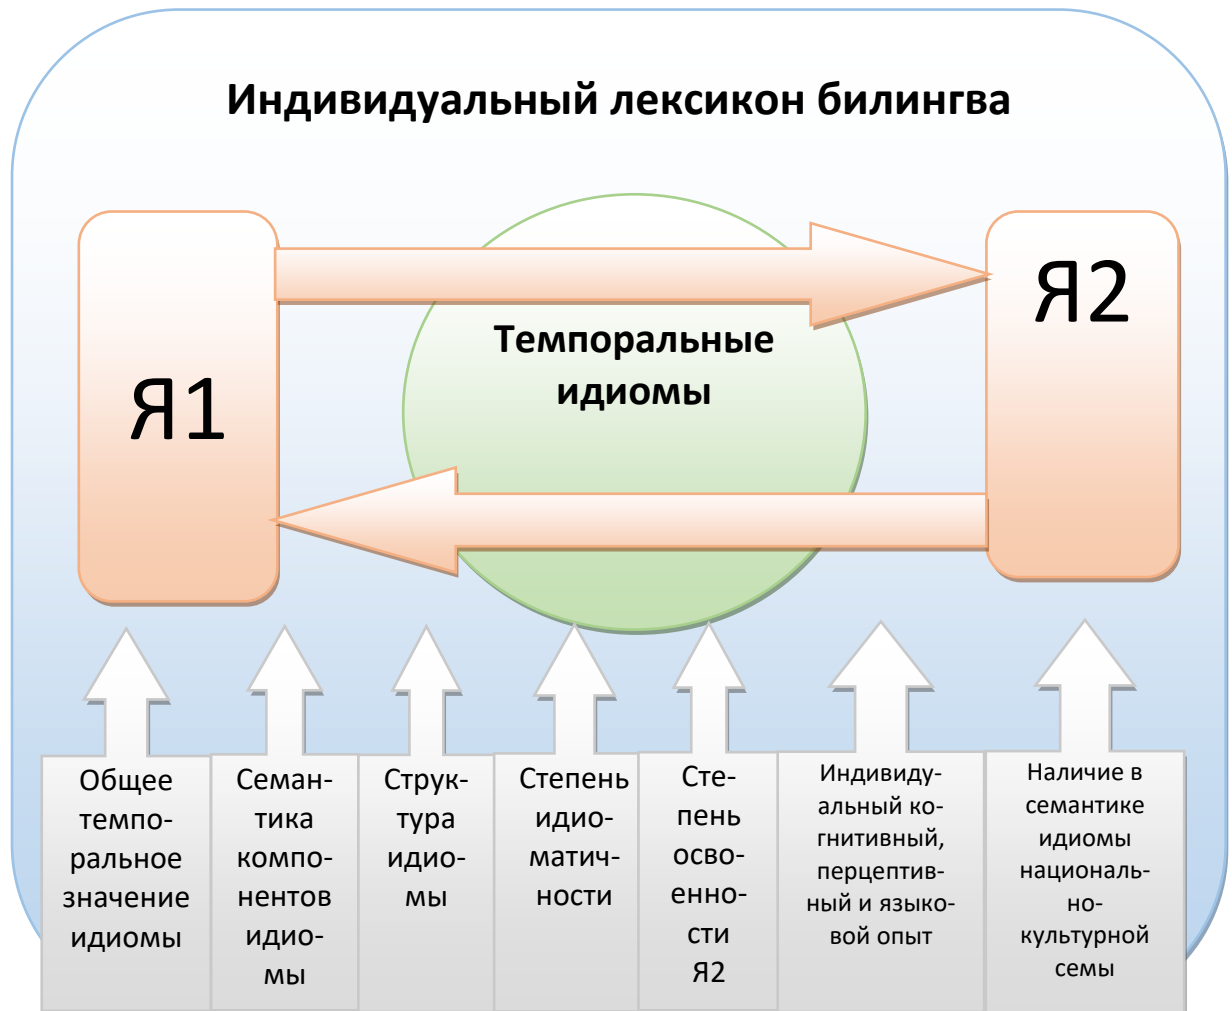 Индивидуальный лексикон билингва
Я1
Темпоральные
идиомы
Я2
Общее
темпо-
ральное
значение
идиомы
Семан-
тика
компо-
нентов
идио-
мы
Струк-
тура
идио-
мы
Степень
идио-
матич-
ности
Сте-
пень
осво-
енно-
сти
Я2
Индивиду-
альный ко-
гнитивный,
перцептив-
ный и языко-
вой опыт
Наличие в
семантике
идиомы
националь-
но-
культурной
семы